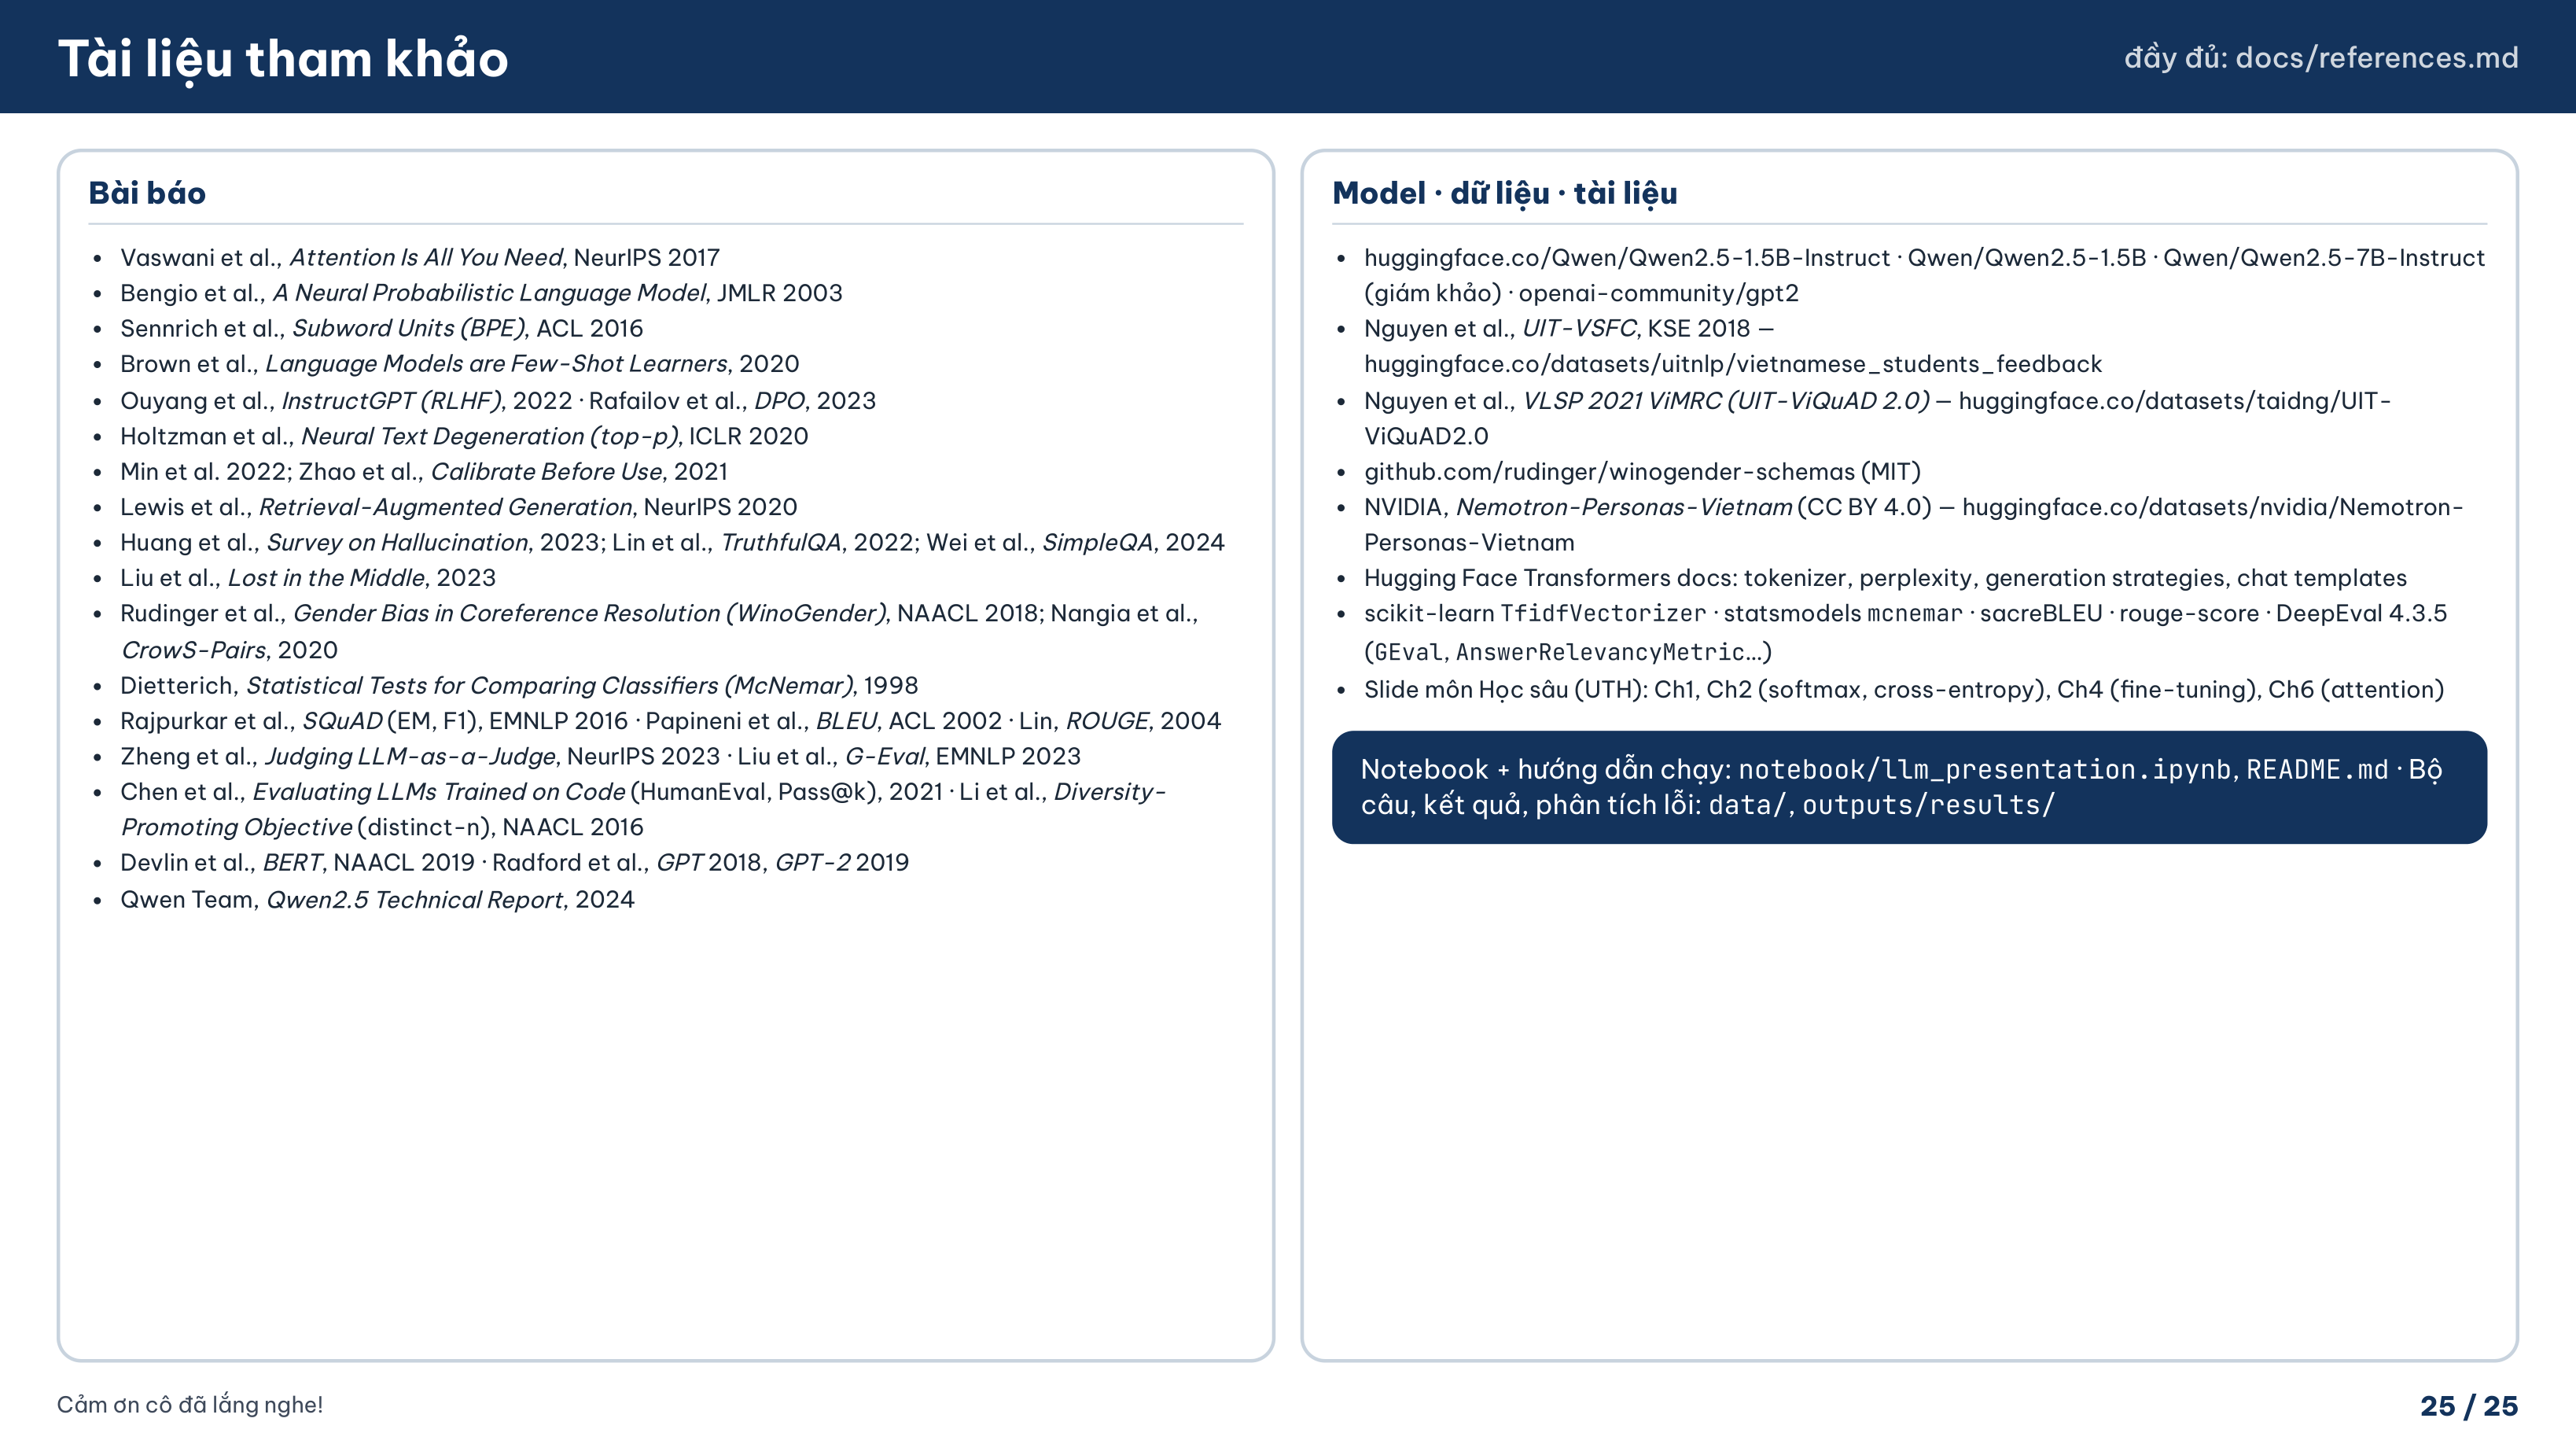 Tài liệu tham khảo
đầy đủ: docs/references.md
Bài báo
• Vaswani et al., Attention Is All You Need, NeurIPS 2017
• Bengio et al., A Neural Probabilistic Language Model, JMLR 2003
• Sennrich et al., Subword Units (BPE), ACL 2016
• Brown et al., Language Models are Few-Shot Learners, 2020
• Ouyang et al., InstructGPT (RLHF), 2022 · Rafailov et al., DPO, 2023
• Holtzman et al., Neural Text Degeneration (top-p), ICLR 2020
• Min et al. 2022; Zhao et al., Calibrate Before Use, 2021
• Lewis et al., Retrieval-Augmented Generation, NeurIPS 2020
• Huang et al., Survey on Hallucination, 2023; Lin et al., TruthfulQA, 2022; Wei et al., SimpleQA, 2024
• Liu et al., Lost in the Middle, 2023
• Rudinger et al., Gender Bias in Coreference Resolution (WinoGender), NAACL 2018; Nangia et al.,
CrowS-Pairs, 2020
• Dietterich, Statistical Tests for Comparing Classifiers (McNemar), 1998
• Rajpurkar et al., SQuAD (EM, F1), EMNLP 2016 · Papineni et al., BLEU, ACL 2002 · Lin, ROUGE, 2004
• Zheng et al., Judging LLM-as-a-Judge, NeurIPS 2023 · Liu et al., G-Eval, EMNLP 2023
• Chen et al., Evaluating LLMs Trained on Code (HumanEval, Pass@k), 2021 · Li et al., Diversity-
Promoting Objective (distinct-n), NAACL 2016
• Devlin et al., BERT, NAACL 2019 · Radford et al., GPT 2018, GPT-2 2019
• Qwen Team, Qwen2.5 Technical Report, 2024
Model · dữ liệu · tài liệu
• huggingface.co/Qwen/Qwen2.5-1.5B-Instruct · Qwen/Qwen2.5-1.5B · Qwen/Qwen2.5-7B-Instruct
(giám khảo) · openai-community/gpt2
• Nguyen et al., UIT-VSFC, KSE 2018 —
huggingface.co/datasets/uitnlp/vietnamese_students_feedback
• Nguyen et al., VLSP 2021 ViMRC (UIT-ViQuAD 2.0) — huggingface.co/datasets/taidng/UIT-
ViQuAD2.0
• github.com/rudinger/winogender-schemas (MIT)
• NVIDIA, Nemotron-Personas-Vietnam (CC BY 4.0) — huggingface.co/datasets/nvidia/Nemotron-
Personas-Vietnam
• Hugging Face Transformers docs: tokenizer, perplexity, generation strategies, chat templates
• scikit-learn TfidfVectorizer · statsmodels mcnemar · sacreBLEU · rouge-score · DeepEval 4.3.5
(GEval, AnswerRelevancyMetric…)
• Slide môn Học sâu (UTH): Ch1, Ch2 (softmax, cross-entropy), Ch4 (fine-tuning), Ch6 (attention)
Notebook + hướng dẫn chạy: notebook/llm_presentation.ipynb, README.md · Bộ
câu, kết quả, phân tích lỗi: data/, outputs/results/
Cảm ơn cô đã lắng nghe!
25 / 25